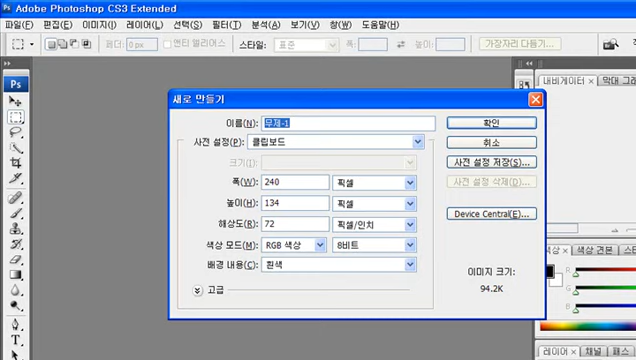 Adobe Photoshop CS3 Extended
파일(F) 편집(E) 이미지(I) 레이어(L) 선택(S) 필터(T) 분석(A) 보기(V) 창(W) 도움말(H)
페더: 0 px 앤티 앨리어스 스타일: 표준 폭: 높이: 가장자리 다듬기...
Ps
내비게이터 막대 그래
새로 만들기
이름(N): 무제-1 확인
사전 설정(P): 클립보드 취소
크기(I): 사전 설정 저장(S)...
폭(W): 240 픽셀 사전 설정 삭제(D)...
높이(H): 134 픽셀
해상도(R): 72 픽셀/인치 Device Central(E)...
색상 모드(M): RGB 색상 8비트
배경 내용(C): 흰색
이미지 크기:
고급 94.2K
색상 색상 견본 스
R
G
B
레이어 채널 패스